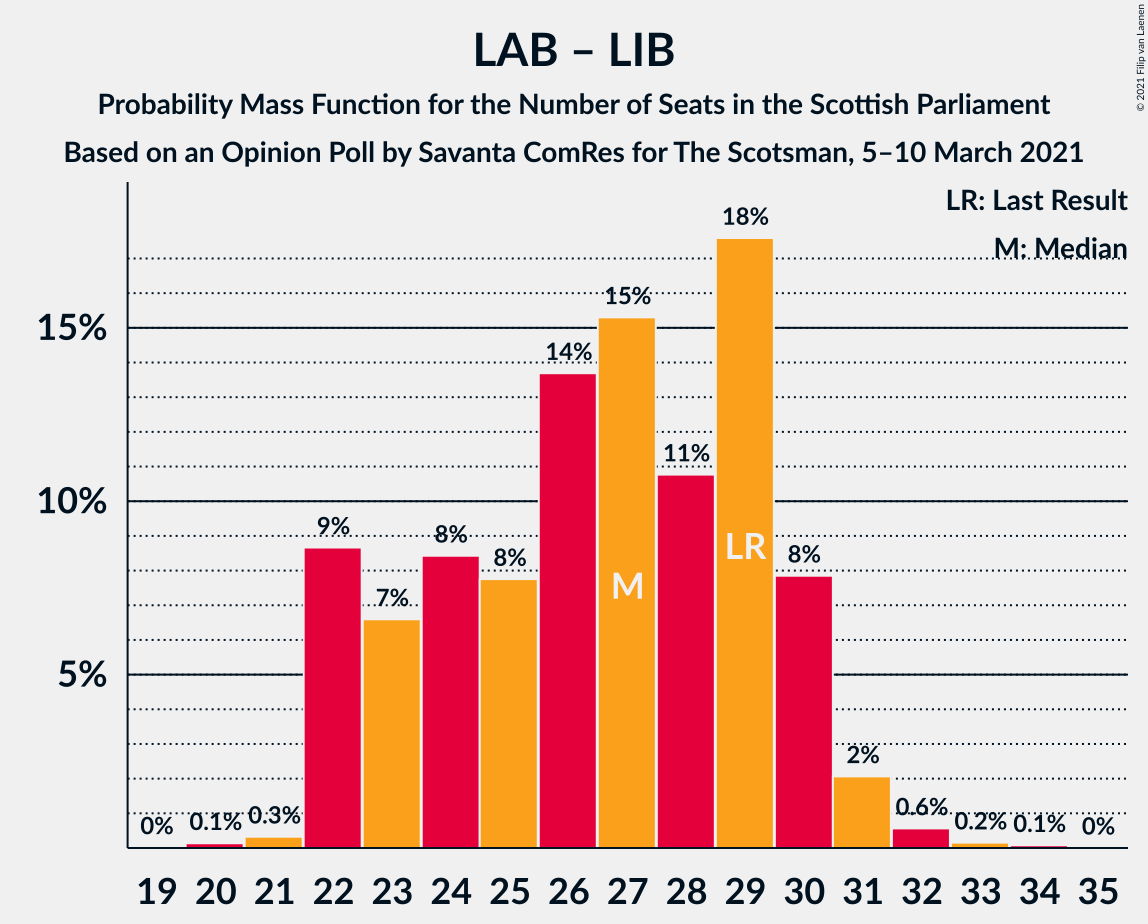 LAB – LIB
Probability Mass Function for the Number of Seats in the Scottish Parliament
Based on an Opinion Poll by Savanta ComRes for The Scotsman, 5–10 March 2021
© 2021 Filip van Laenen
LR: Last Result
M: Median
15%
10%
5%
0%
0.1%
0.3%
9%
7%
8%
8%
14%
15%
11%
18%
8%
2%
0.6%
0.2%
0.1%
0%
M
LR
19 20 21 22 23 24 25 26 27 28 29 30 31 32 33 34 35